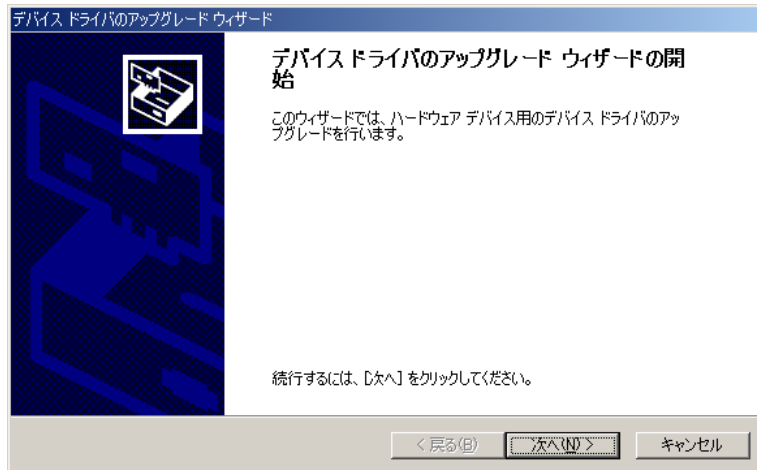 デバイス ドライバのアップグレード ウィザード
デバイス ドライバのアップグレード ウィザードの開
始
このウィザードでは、ハードウェア デバイス用のデバイス ドライバのアッ
プグレードを行います。
続行するには、[次へ] をクリックしてください。
< 戻る(B) 次へ(N) > キャンセル